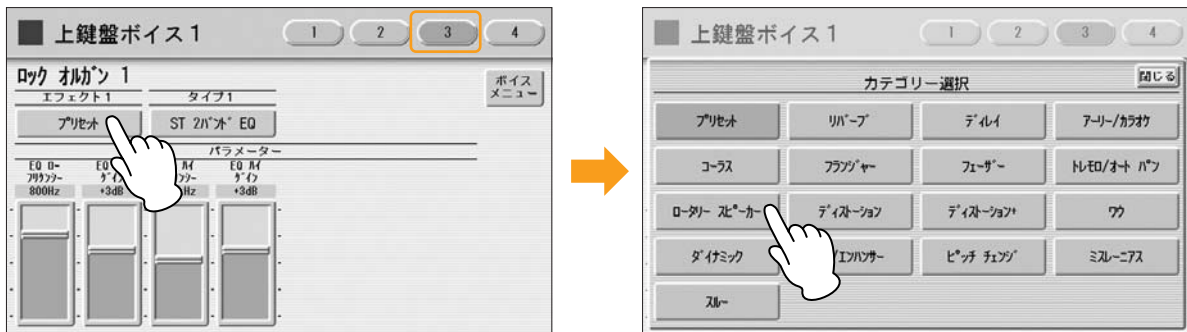 上鍵盤ボイス1 1 2 3 4
ロック オルガン 1
ボイス
メニュー
エフェクト1 タイプ1
プリセット ST 2バンド EQ
パラメーター
EQ ロー
フリクエンシー
800Hz
+3dB
Hz
EQ ハイ
ゲイン
+3dB
上鍵盤ボイス1 1 2 3 4
カテゴリー選択 閉じる
プリセット リバーブ ディレイ アーリー/カラオケ
コーラス フランジャー フェーザー トレモロ/オート パン
ロータリー スピーカー ディストーション ディストーション+ ワウ
ダイナミック エンハンサー ピッチ チェンジ ミスレーニアス
スルー